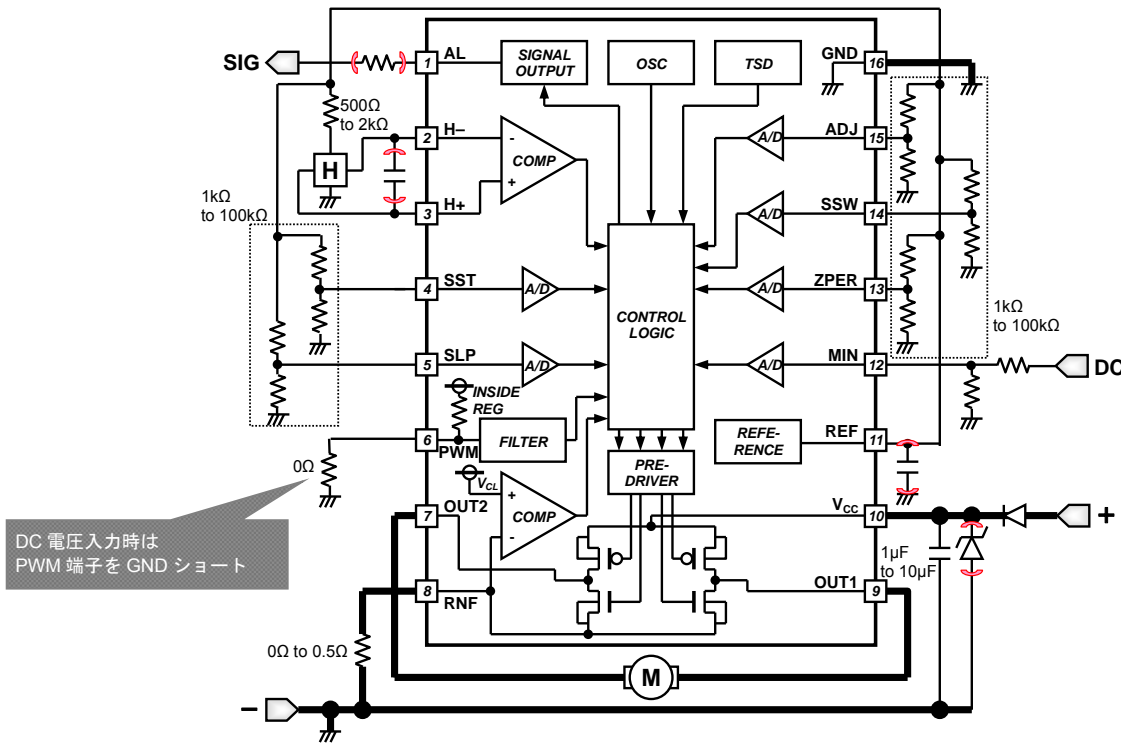 SIG
1
AL
SIGNAL
OUTPUT
OSC
TSD
GND
16
500Ω
to 2kΩ
2
H–
-
COMP
+
H
3
H+
A/D
ADJ
15
A/D
SSW
14
1kΩ
to 100kΩ
4
SST
A/D
CONTROL
LOGIC
A/D
ZPER
13
1kΩ
to 100kΩ
5
SLP
A/D
A/D
MIN
12
DC
INSIDE
REG
6
PWM
FILTER
REFE-
RENCE
REF
11
0Ω
VCL
+
COMP
-
PRE-
DRIVER
7
OUT2
VCC
10
+
DC 電圧入力時は
PWM 端子を GND ショート
1µF
to 10µF
8
RNF
OUT1
9
0Ω to 0.5Ω
M
–